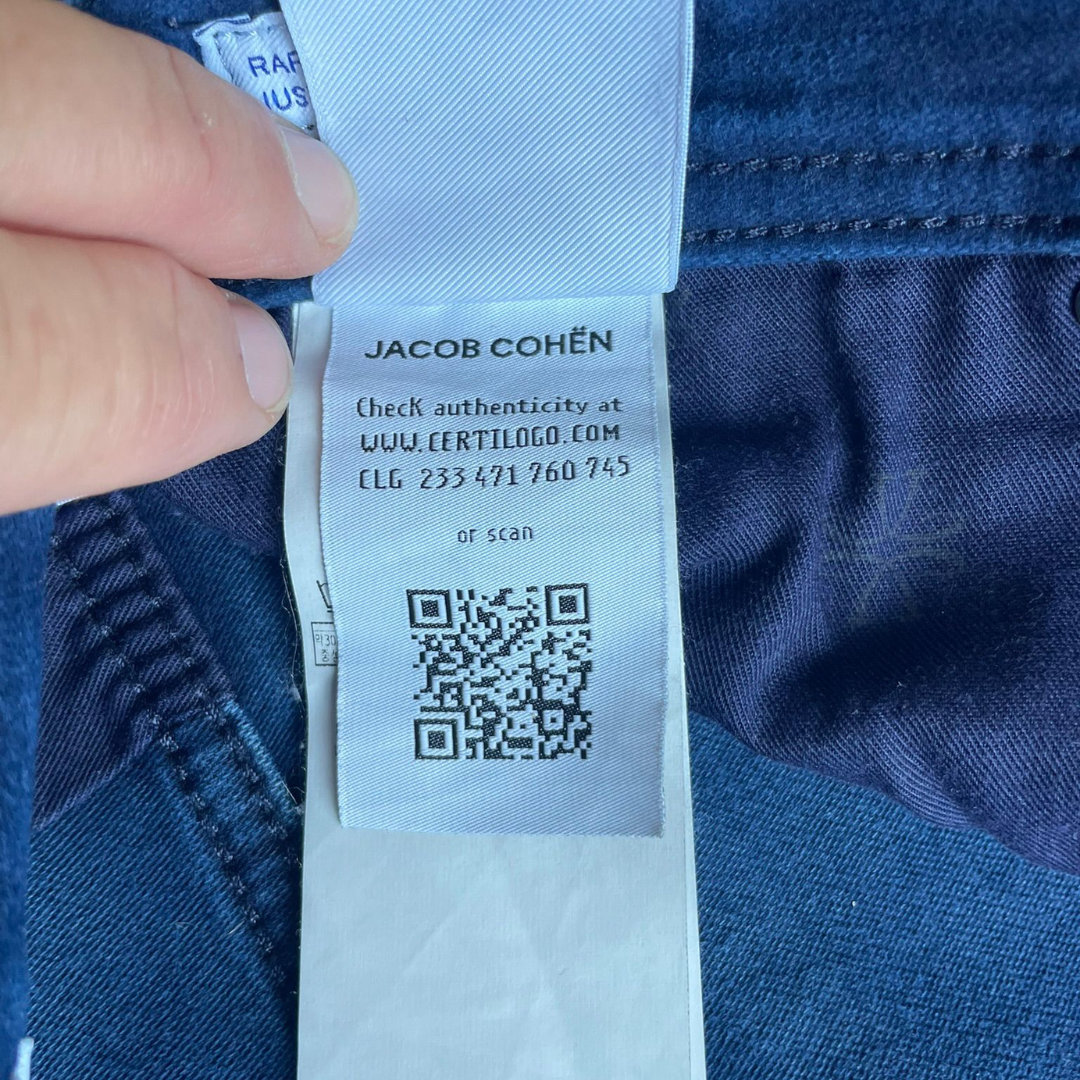 JACOB COHËN
Check authenticity at
WWW.CERTILOGO.COM
CLG 233 471 760 745
or scan